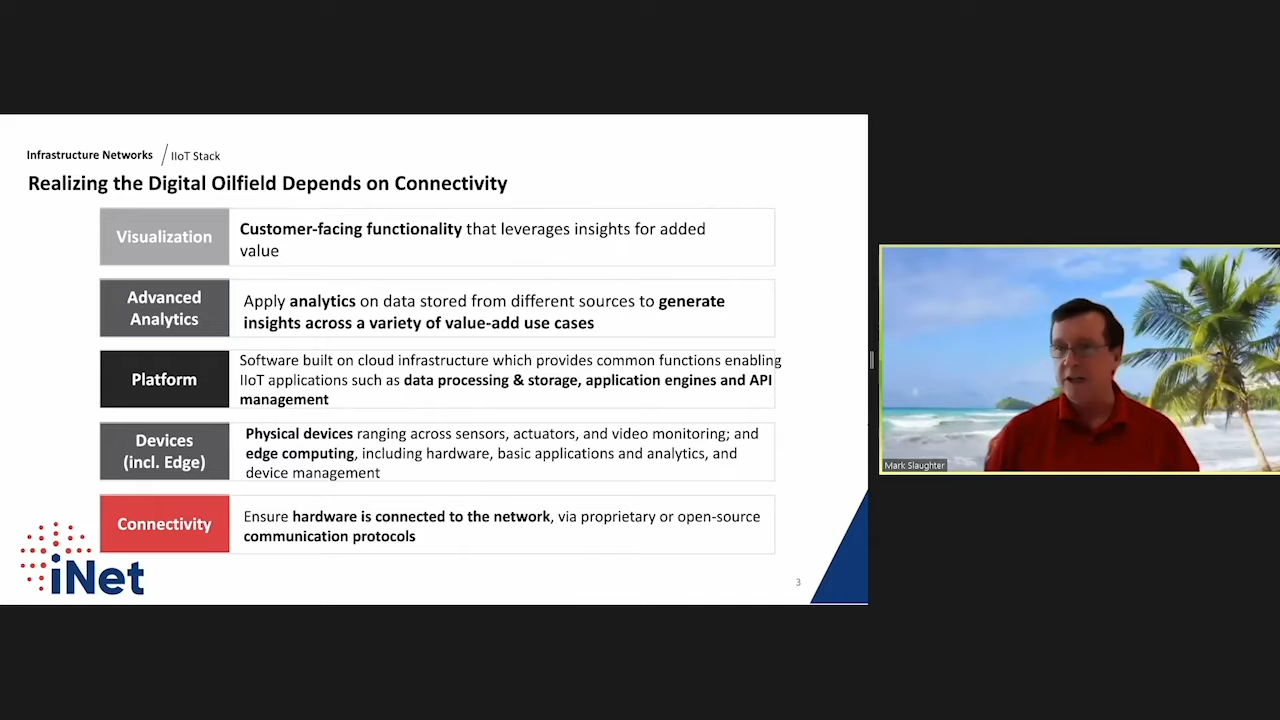 Infrastructure Networks / IIoT Stack
Realizing the Digital Oilfield Depends on Connectivity
Visualization
Customer-facing functionality that leverages insights for added
value
Advanced
Analytics
Apply analytics on data stored from different sources to generate
insights across a variety of value-add use cases
Platform
Software built on cloud infrastructure which provides common functions enabling
IIoT applications such as data processing & storage, application engines and API
management
Devices
(incl. Edge)
Physical devices ranging across sensors, actuators, and video monitoring; and
edge computing, including hardware, basic applications and analytics, and
device management
Connectivity
Ensure hardware is connected to the network, via proprietary or open-source
communication protocols
iNet
3
Mark Slaughter